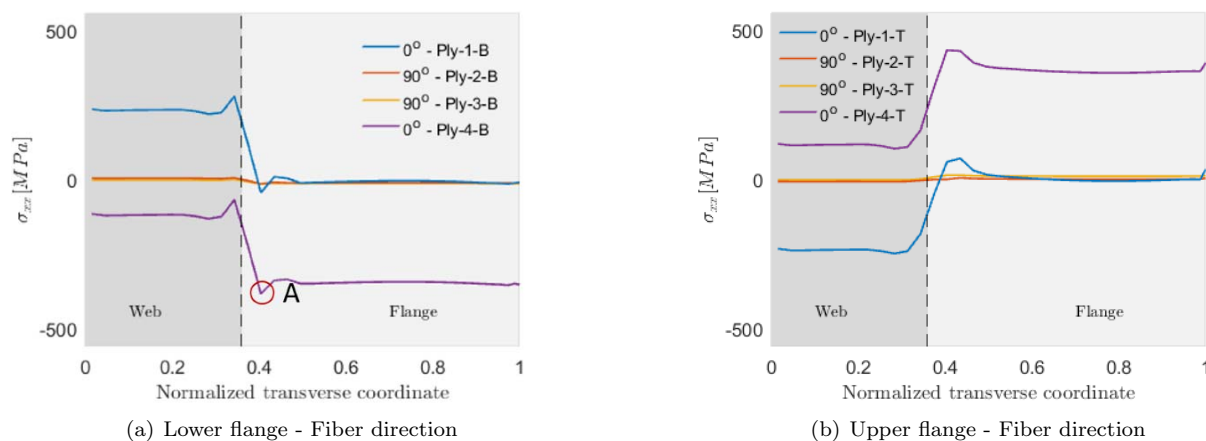 500
0
-500
σxx[MPa]
0° - Ply-1-B
90° - Ply-2-B
90° - Ply-3-B
0° - Ply-4-B
A
Web
Flange
0 0.2 0.4 0.6 0.8 1
Normalized transverse coordinate
(a) Lower flange - Fiber direction
500
0
-500
σxx[MPa]
0° - Ply-1-T
90° - Ply-2-T
90° - Ply-3-T
0° - Ply-4-T
Web
Flange
0 0.2 0.4 0.6 0.8 1
Normalized transverse coordinate
(b) Upper flange - Fiber direction